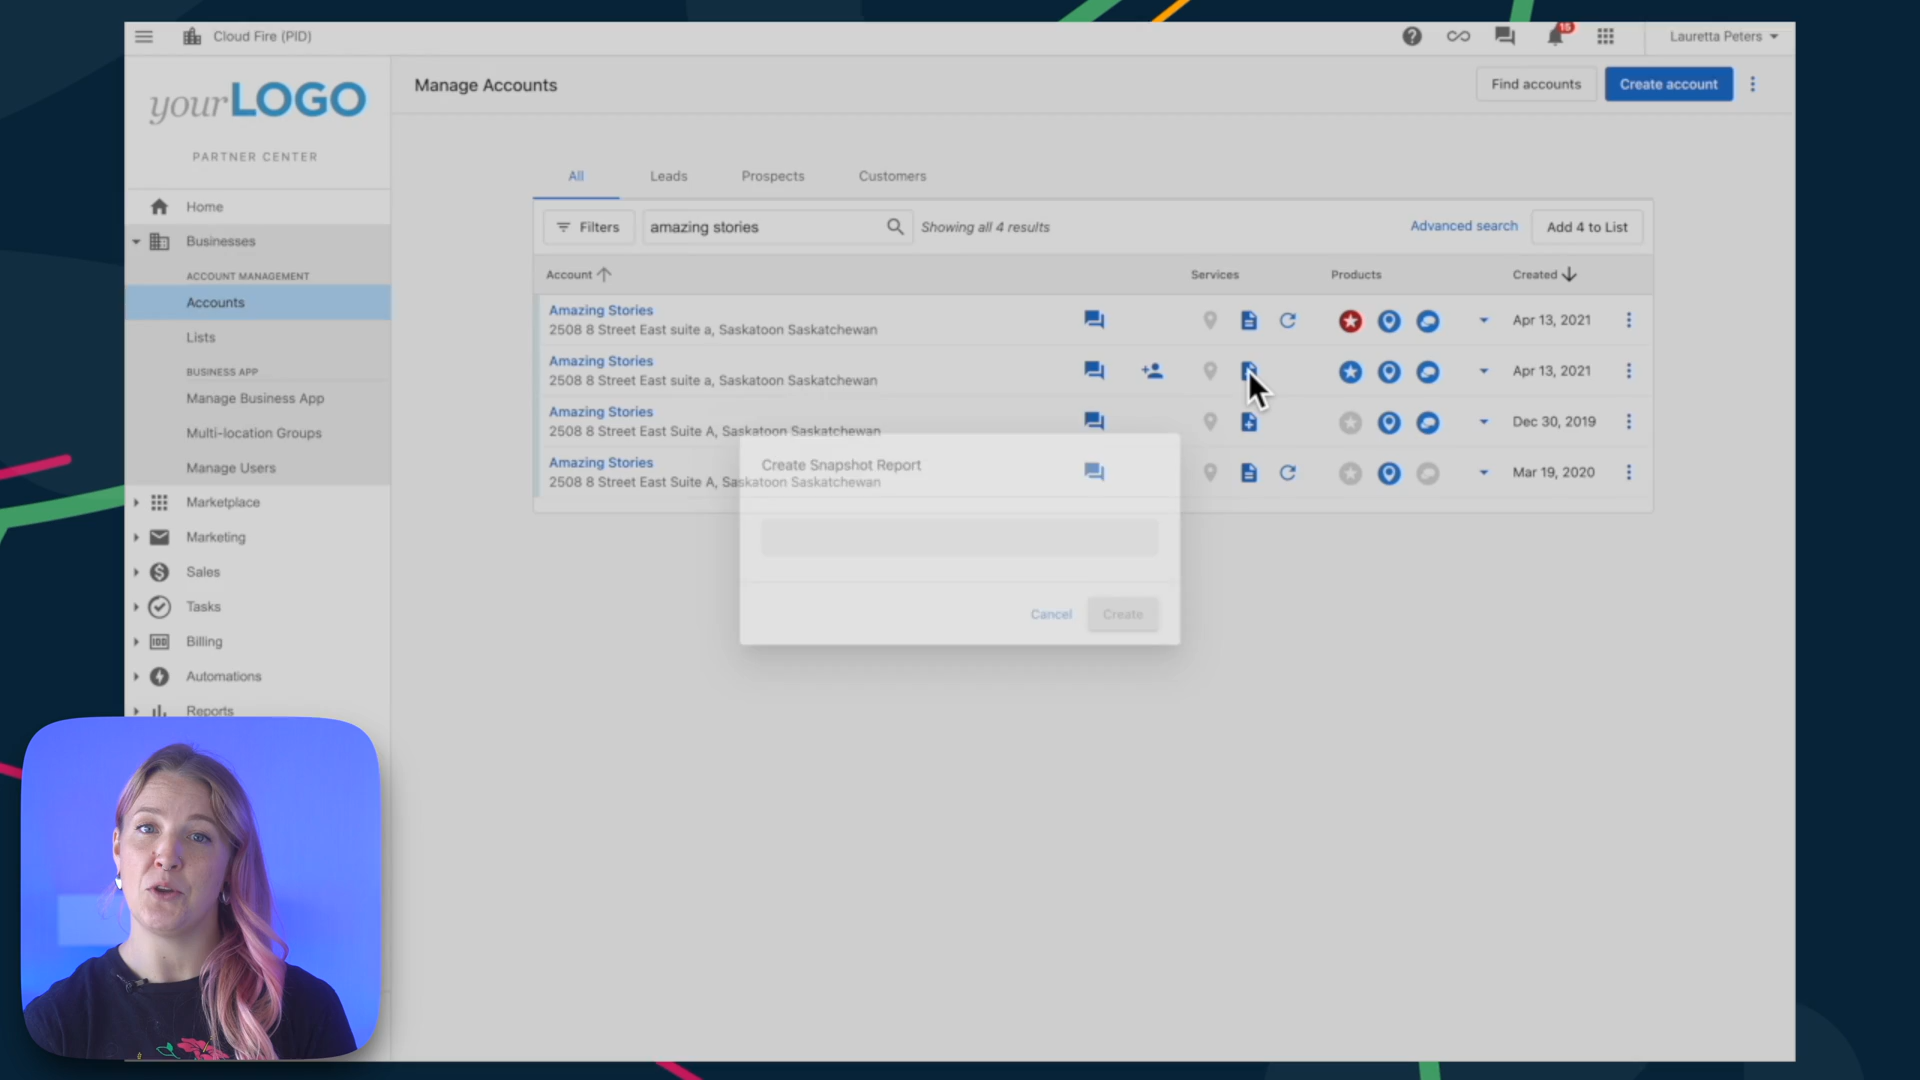 Cloud Fire (PID)
15
Lauretta Peters
yourLOGO
PARTNER CENTER
Manage Accounts
Find accounts
Create account
Home
Businesses
ACCOUNT MANAGEMENT
Accounts
Lists
BUSINESS APP
Manage Business App
Multi-location Groups
Manage Users
Marketplace
Marketing
Sales
Tasks
Billing
Automations
Reports
All
Leads
Prospects
Customers
Filters
amazing stories
Showing all 4 results
Advanced search
Add 4 to List
Account
Services
Products
Created
Amazing Stories
2508 8 Street East suite a, Saskatoon Saskatchewan
Apr 13, 2021
Amazing Stories
2508 8 Street East suite a, Saskatoon Saskatchewan
Apr 13, 2021
Amazing Stories
2508 8 Street East Suite A, Saskatoon Saskatchewan
Dec 30, 2019
Amazing Stories
2508 8 Street East Suite A, Saskatoon Saskatchewan
Mar 19, 2020
Create Snapshot Report
Cancel
Create